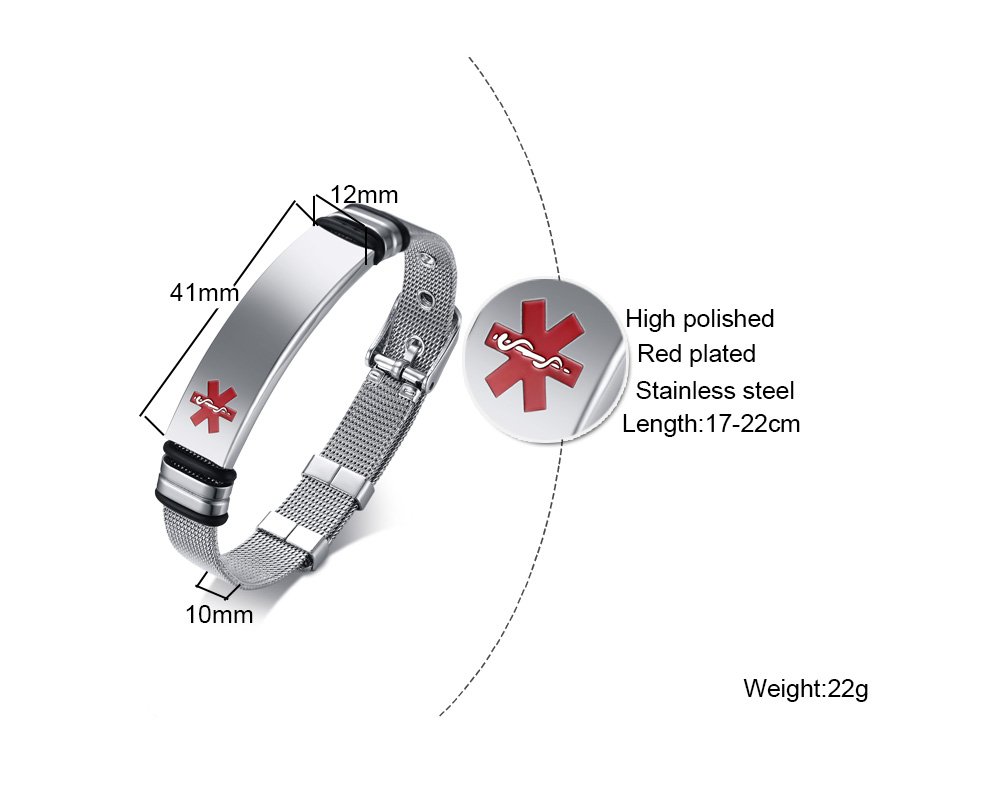 12mm
41mm
High polished
Red plated
Stainless steel
Length:17-22cm
10mm
Weight:22g